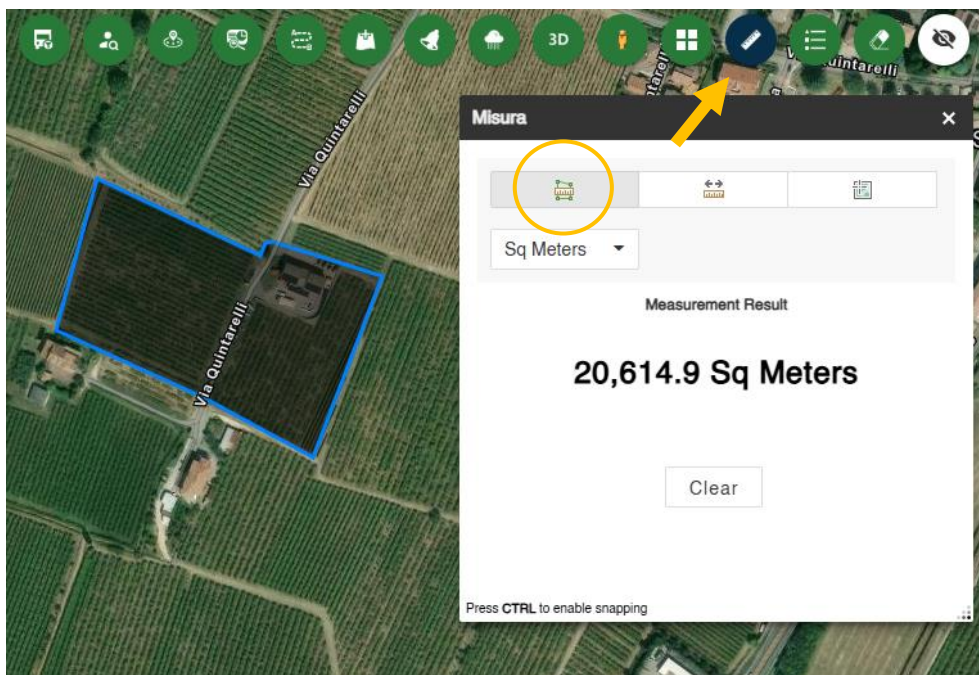 3D
Via Quintarelli
Misura
Sq Meters
Measurement Result
20,614.9 Sq Meters
Via Quintarelli
Clear
Press CTRL to enable snapping